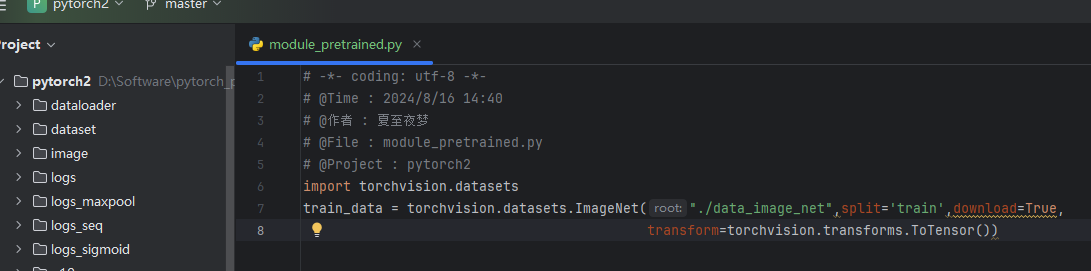 P pytorch2 master
Project
module_pretrained.py
pytorch2 D:\Software\pytorch_p
dataloader
dataset
image
logs
logs_maxpool
logs_seq
logs_sigmoid
1 # -*- coding: utf-8 -*-
2 # @Time : 2024/8/16 14:40
3 # @作者 : 夏至夜梦
4 # @File : module_pretrained.py
5 # @Project : pytorch2
6 import torchvision.datasets
7 train_data = torchvision.datasets.ImageNet( root: "./data_image_net",split='train',download=True,
8 transform=torchvision.transforms.ToTensor())